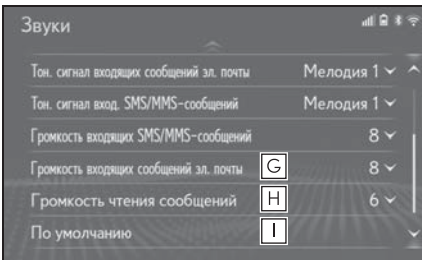 Звуки
Тон. сигнал входящих сообщений эл. почты Мелодия 1
Тон. сигнал вход. SMS/MMS-сообщений Мелодия 1
Громкость входящих SMS/MMS-сообщений 8
Громкость входящих сообщений эл. почты G 8
Громкость чтения сообщений H 6
По умолчанию I